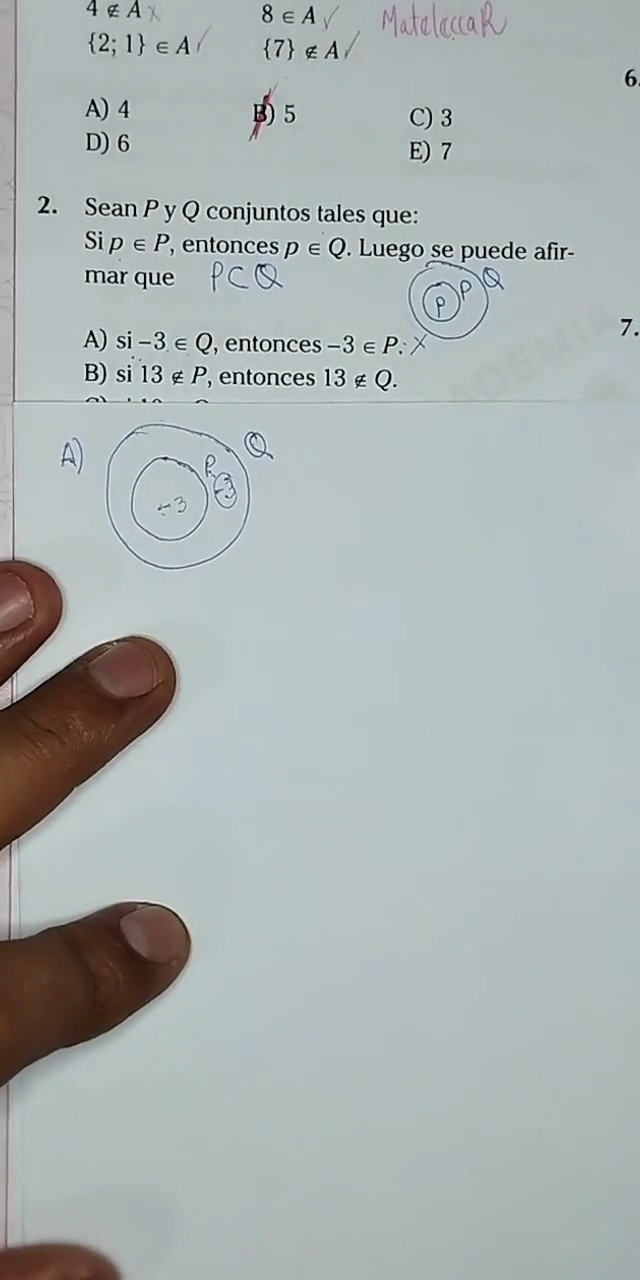 4 ∉ A x 8 ∈ A ✓
{2; 1} ∈ A ✓ {7} ∉ A ✓
6.
A) 4 B) 5 C) 3
D) 6 E) 7
2. Sean P y Q conjuntos tales que:
Si p ∈ P, entonces p ∈ Q. Luego se puede afir-
mar que P⊂Q
P P Q
7.
A) si –3 ∈ Q, entonces –3 ∈ P. x
B) si 13 ∉ P, entonces 13 ∉ Q.
A) P Q
-3 -3